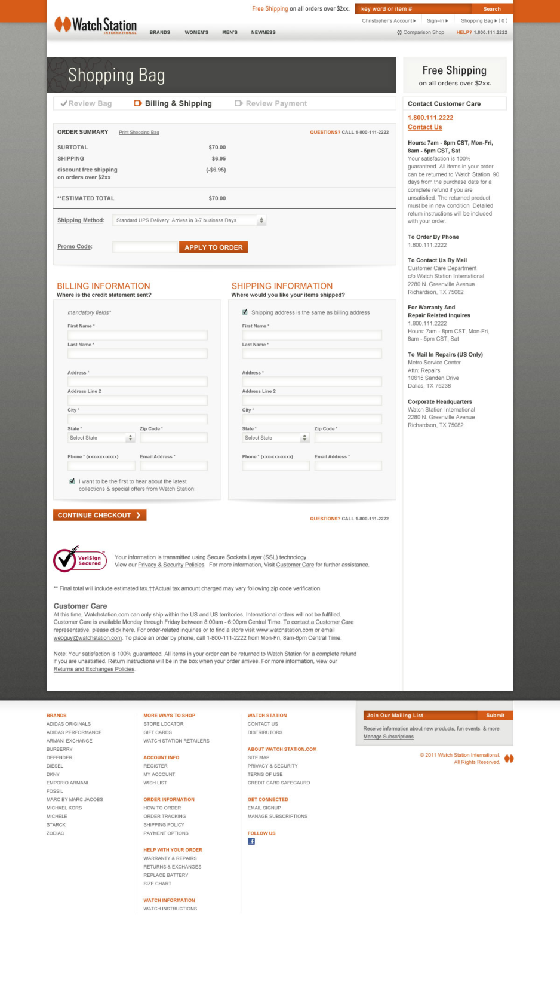 Free Shipping on all orders over $2xx.
key word or item #
Search
Watch Station
INTERNATIONAL
Christopher's Account
Sign-In
Shopping Bag ( 0 )
BRANDS
WOMEN'S
MEN'S
NEWNESS
Comparison Shop
HELP? 1.800.111.2222
Shopping Bag
Free Shipping
on all orders over $2xx.
Review Bag
Billing & Shipping
Review Payment
ORDER SUMMARY
Print Shopping Bag
QUESTIONS? CALL 1-800-111-2222
SUBTOTAL $70.00
SHIPPING $6.95
discount free shipping (-$6.95)
on orders over $2xx
**ESTIMATED TOTAL $70.00
Shipping Method: Standard UPS Delivery: Arrives in 3-7 business Days
Promo Code: APPLY TO ORDER
BILLING INFORMATION
Where is the credit statement sent?
mandatory fields*
First Name *
Last Name *
Address *
Address Line 2
City *
State * Zip Code *
Select State
Phone * (xxx-xxx-xxxx) Email Address *
I want to be the first to hear about the latest
collections & special offers from Watch Station!
SHIPPING INFORMATION
Where would you like your items shipped?
Shipping address is the same as billing address
First Name *
Last Name *
Address *
Address Line 2
City *
State * Zip Code *
Select State
Phone * (xxx-xxx-xxxx) Email Address *
CONTINUE CHECKOUT
QUESTIONS? CALL 1-800-111-2222
VeriSign
Secured
Your information is transmitted using Secure Sockets Layer (SSL) technology.
View our Privacy & Security Policies. For more information, Visit Customer Care for further assistance.
** Final total will include estimated tax.††Actual tax amount charged may vary following zip code verification.
Customer Care
At this time, Watchstation.com can only ship within the US and US territories. International orders will not be fulfilled.
Customer Care is available Monday through Friday between 8:00am - 6:00pm Central Time. To contact a Customer Care
representative, please click here. For order-related inquiries or to find a store visit www.watchstation.com or email
webguy@watchstation.com. To place an order by phone, call 1-800-111-2222 from Mon-Fri, 8am-6pm Central Time.
Note: Your satisfaction is 100% guaranteed. All items in your order can be returned to Watch Station for a complete refund
if you are unsatisfied. Return instructions will be in the box when your order arrives. For more information, view our
Returns and Exchanges Policies.
Contact Customer Care
1.800.111.2222
Contact Us
Hours: 7am - 8pm CST, Mon-Fri,
8am - 5pm CST, Sat
Your satisfaction is 100%
guaranteed. All items in your order
can be returned to Watch Station 90
days from the purchase date for a
complete refund if you are
unsatisfied. The returned product
must be in new condition. Detailed
return instructions will be included
with your order.
To Order By Phone
1.800.111.2222
To Contact Us By Mail
Customer Care Department
c/o Watch Station International
2280 N. Greenville Avenue
Richardson, TX 75082
For Warranty And
Repair Related Inquires
1.800.111.2222
Hours: 7am - 8pm CST, Mon-Fri,
8am - 5pm CST, Sat
To Mail In Repairs (US Only)
Metro Service Center
Attn: Repairs
10615 Sanden Drive
Dallas, TX 75238
Corporate Headquarters
Watch Station International
2280 N. Greenville Avenue
Richardson, TX 75082
BRANDS
ADIDAS ORIGINALS
ADIDAS PERFORMANCE
ARMANI EXCHANGE
BURBERRY
DEFENDER
DIESEL
DKNY
EMPORIO ARMANI
FOSSIL
MARC BY MARC JACOBS
MICHAEL KORS
MICHELE
STARCK
ZODIAC
MORE WAYS TO SHOP
STORE LOCATOR
GIFT CARDS
WATCH STATION RETAILERS
ACCOUNT INFO
REGISTER
MY ACCOUNT
WISH LIST
ORDER INFORMATION
HOW TO ORDER
ORDER TRACKING
SHIPPING POLICY
PAYMENT OPTIONS
HELP WITH YOUR ORDER
WARRANTY & REPAIRS
RETURNS & EXCHANGES
REPLACE BATTERY
SIZE CHART
WATCH INFORMATION
WATCH INSTRUCTIONS
WATCH STATION
CONTACT US
DISTRIBUTORS
ABOUT WATCH STATION.COM
SITE MAP
PRIVACY & SECURITY
TERMS OF USE
CREDIT CARD SAFEGAURD
GET CONNECTED
EMAIL SIGNUP
MANAGE SUBSCRIPTIONS
FOLLOW US
f
Join Our Mailing List
Submit
Receive information about new products, fun events, & more.
Manage Subscriptions
© 2011 Watch Station International.
All Rights Reserved.